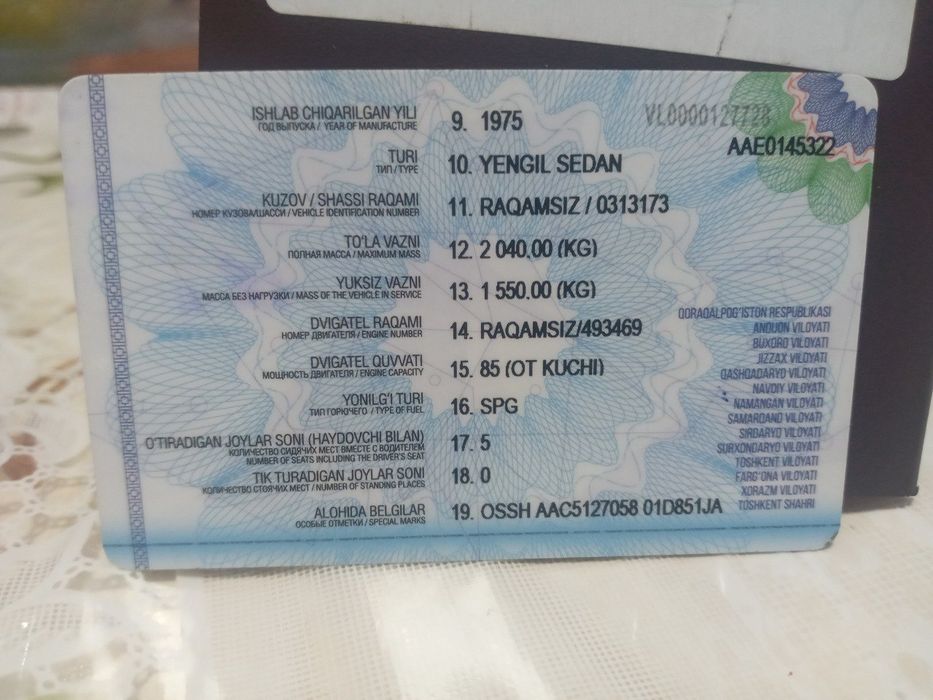 VL0000127728
AAE0145322
ISHLAB CHIQARILGAN YILI 9. 1975
ГОД ВЫПУСКА / YEAR OF MANUFACTURE
TURI 10. YENGIL SEDAN
ТИП / TYPE
KUZOV / SHASSI RAQAMI 11. RAQAMSIZ / 0313173
НОМЕР КУЗОВА/ШАССИ / VEHICLE IDENTIFICATION NUMBER
TO'LA VAZNI 12. 2 040.00 (KG)
ПОЛНАЯ МАССА / MAXIMUM MASS
YUKSIZ VAZNI 13. 1 550.00 (KG)
МАССА БЕЗ НАГРУЗКИ / MASS OF THE VEHICLE IN SERVICE
DVIGATEL RAQAMI 14. RAQAMSIZ/493469
НОМЕР ДВИГАТЕЛЯ / ENGINE NUMBER
DVIGATEL QUVVATI 15. 85 (OT KUCHI)
МОЩНОСТЬ ДВИГАТЕЛЯ / ENGINE CAPACITY
YONILG'I TURI 16. SPG
ТИП ГОРЮЧЕГО / TYPE OF FUEL
O'TIRADIGAN JOYLAR SONI (HAYDOVCHI BILAN) 17. 5
КОЛИЧЕСТВО СИДЯЧИХ МЕСТ ВМЕСТЕ С ВОДИТЕЛЕМ
NUMBER OF SEATS INCLUDING THE DRIVER'S SEAT
TIK TURADIGAN JOYLAR SONI 18. 0
КОЛИЧЕСТВО СТОЯЧИХ МЕСТ / NUMBER OF STANDING PLACES
ALOHIDA BELGILAR 19. OSSH AAC5127058 01D851JA
ОСОБЫЕ ОТМЕТКИ / SPECIAL MARKS
QORAQALPOG'ISTON RESPUBLIKASI
ANDIJON VILOYATI
BUXORO VILOYATI
JIZZAX VILOYATI
QASHQADARYO VILOYATI
NAVOIY VILOYATI
NAMANGAN VILOYATI
SAMARQAND VILOYATI
SIRDARYO VILOYATI
SURXONDARYO VILOYATI
TOSHKENT VILOYATI
FARG'ONA VILOYATI
XORAZM VILOYATI
TOSHKENT SHAHRI